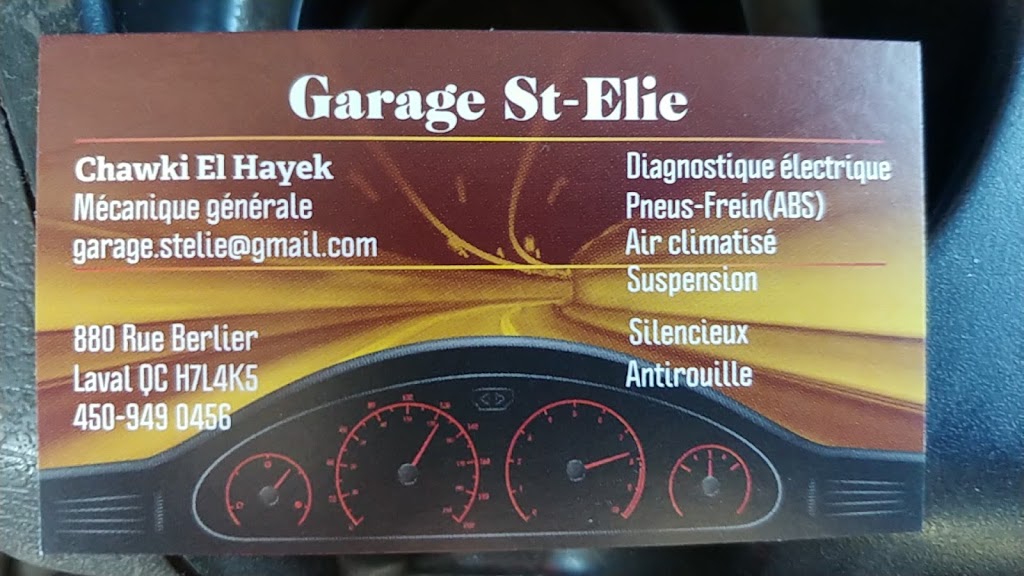 Garage St-Elie
Chawki El Hayek
Mécanique générale
garage.stelie@gmail.com
880 Rue Berlier
Laval QC H7L4K5
450-949 0456
Diagnostique électrique
Pneus-Frein(ABS)
Air climatisé
Suspension
Silencieux
Antirouille